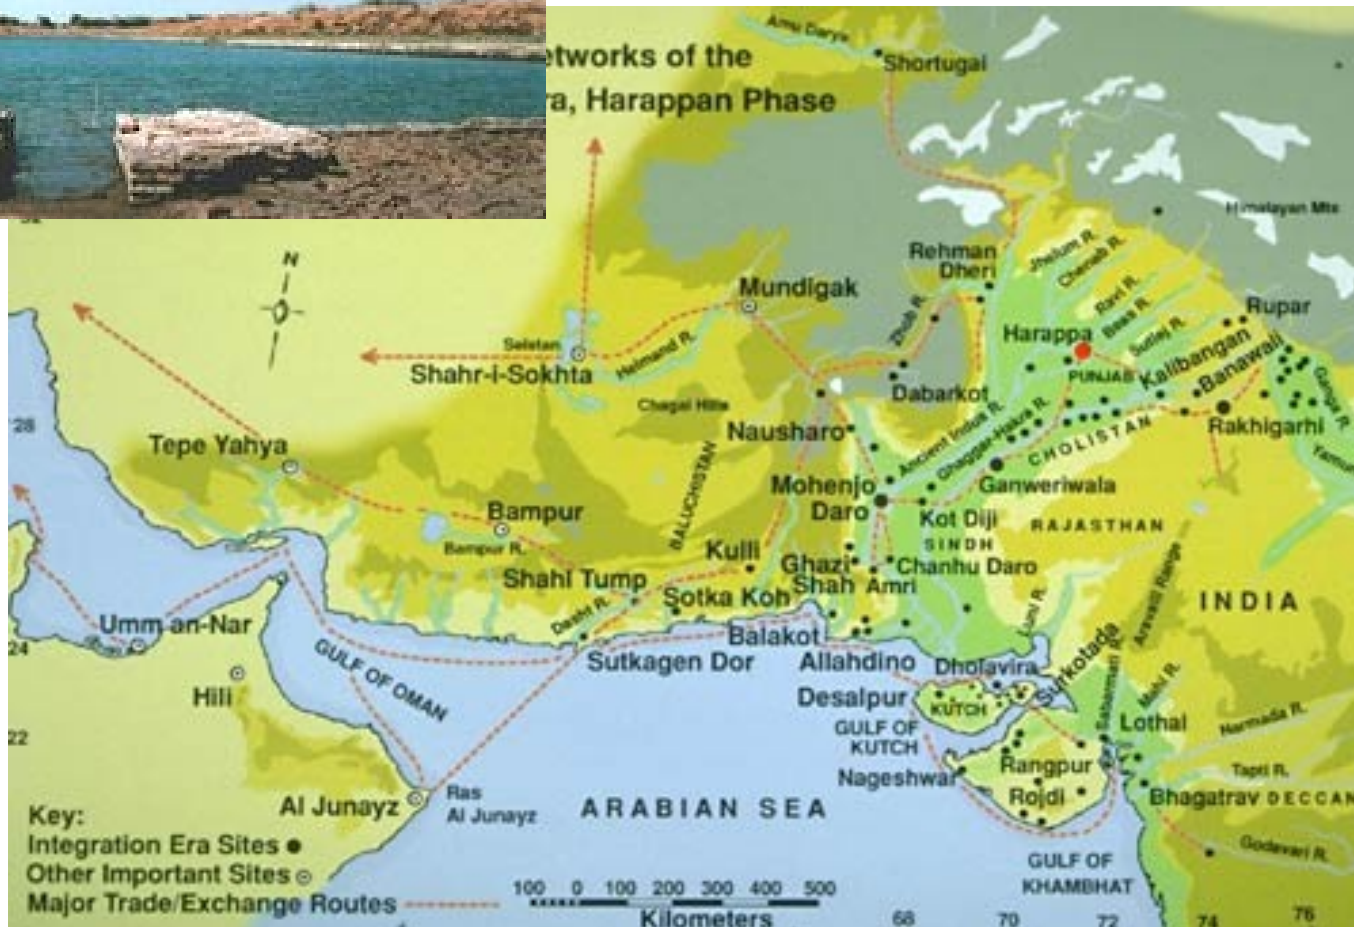 Amu Darya
Shortugai
etworks of the
ra, Harappan Phase
Himalayan Mts
N
Rehman
Dheri
Jhelum R.
Chenab R.
Ravi R.
Beas R.
Sutlej R.
Rupar
Mundigak
Zhob R.
Harappa
PUNJAB
Kalibangan
Banawali
Seistan
Shahr-i-Sokhta
Helmand R.
Dabarkot
Ganga R.
Chagai Hills
Ancient Indus R.
Ghaggar-Hakra R.
CHOLISTAN
Rakhigarhi
28
Nausharo
Tepe Yahya
BALUCHISTAN
Mohenjo
Daro
Ganweriwala
Kot Diji
RAJASTHAN
SINDH
Bampur
Bampur R.
Kulli
Ghazi
Shah
Amri
Chanhu Daro
Shahi Tump
Sotka Koh
Dasht R.
Aravalli Range
INDIA
Luni R.
Umm an-Nar
24
GULF OF OMAN
Balakot
Sutkagen Dor
Allahdino
Dholavira
Surkotada
Hili
Desalpur
KUTCH
Sabarmati R.
Mahi R.
GULF OF
KUTCH
Lothal
Narmada R.
22
Nageshwar
Rangpur
Tapti R.
Rojdi
Bhagatrav
DECCAN
Al Junayz
Ras
Al Junayz
ARABIAN SEA
Godavari R.
GULF OF
KHAMBHAT
Key:
Integration Era Sites
Other Important Sites
Major Trade/Exchange Routes
100 0 100 200 300 400 500
Kilometers
68 70 72 74 76